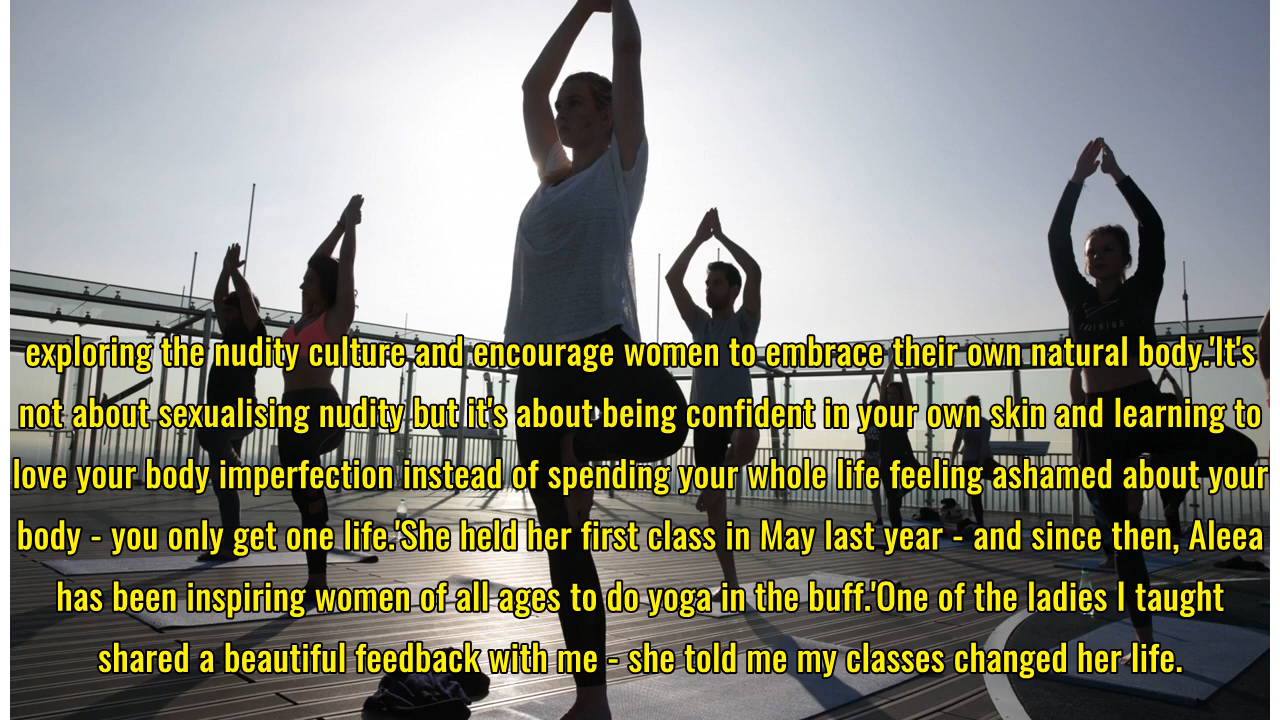 exploring the nudity culture and encourage women to embrace their own natural body.'It's
not about sexualising nudity but it's about being confident in your own skin and learning to
love your body imperfection instead of spending your whole life feeling ashamed about your
body - you only get one life.'She held her first class in May last year - and since then, Aleea
has been inspiring women of all ages to do yoga in the buff.'One of the ladies I taught
shared a beautiful feedback with me - she told me my classes changed her life.